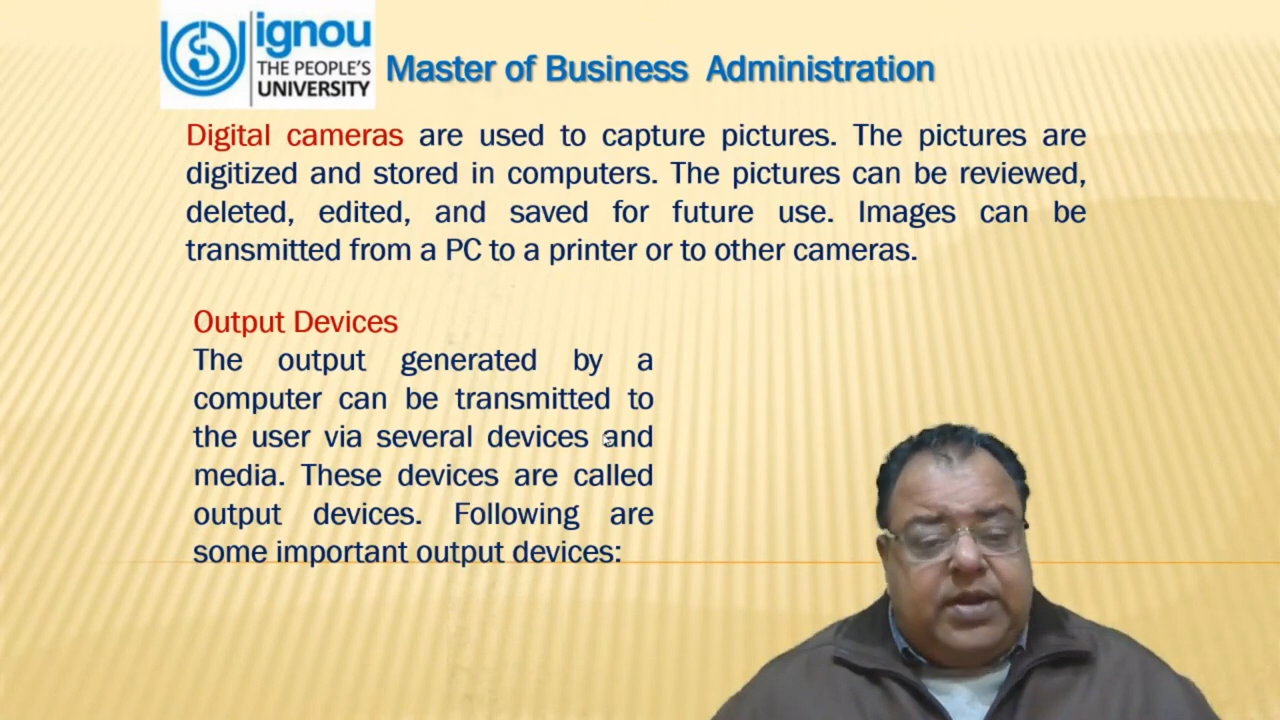 ignou
THE PEOPLE'S
UNIVERSITY
Master of Business Administration
Digital cameras are used to capture pictures. The pictures are
digitized and stored in computers. The pictures can be reviewed,
deleted, edited, and saved for future use. Images can be
transmitted from a PC to a printer or to other cameras.
Output Devices
The output generated by a
computer can be transmitted to
the user via several devices and
media. These devices are called
output devices. Following are
some important output devices: